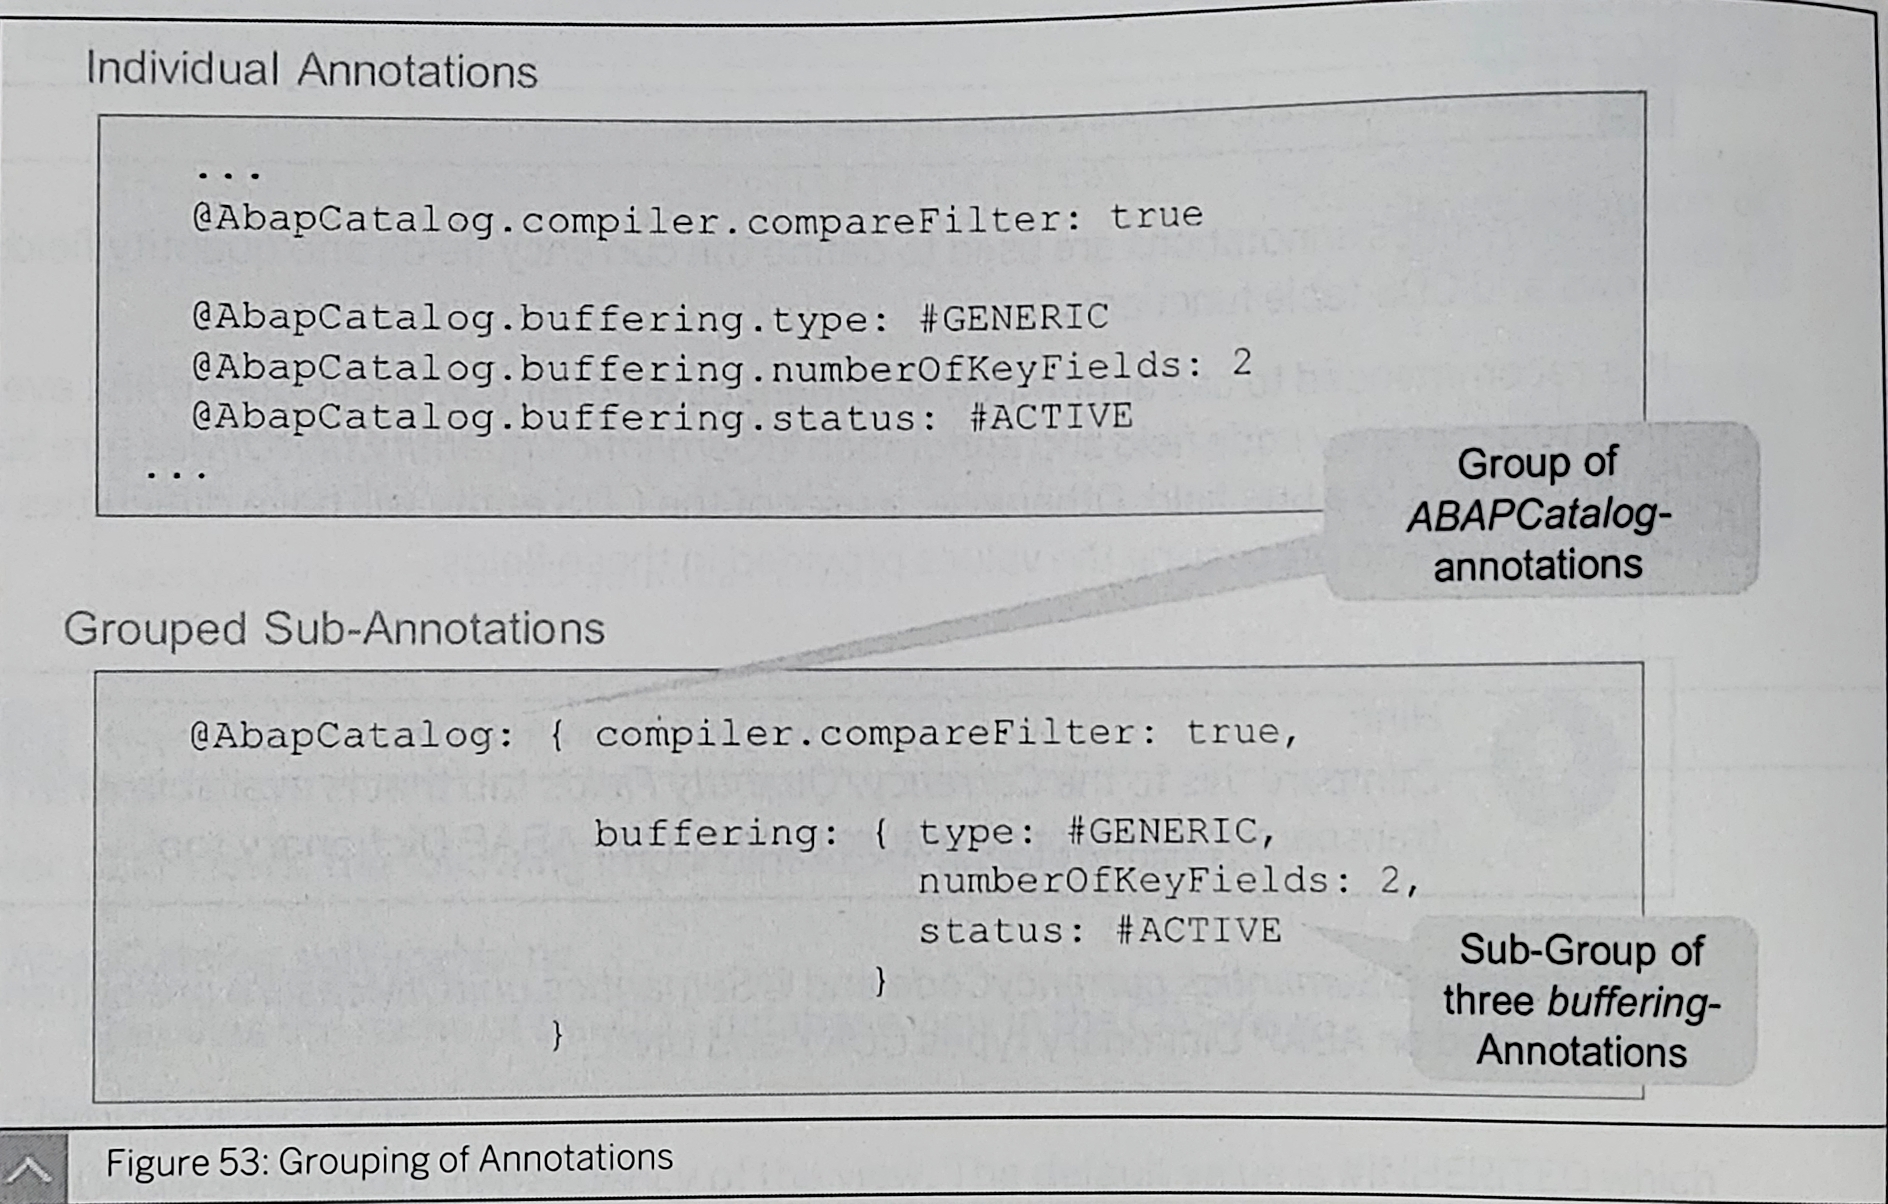 Individual Annotations
...
@AbapCatalog.compiler.compareFilter: true
@AbapCatalog.buffering.type: #GENERIC
@AbapCatalog.buffering.numberOfKeyFields: 2
@AbapCatalog.buffering.status: #ACTIVE
...
Group of
ABAPCatalog-
annotations
Grouped Sub-Annotations
@AbapCatalog: { compiler.compareFilter: true,
buffering: { type: #GENERIC,
numberOfKeyFields: 2,
status: #ACTIVE
}
}
Sub-Group of
three buffering-
Annotations
Figure 53: Grouping of Annotations